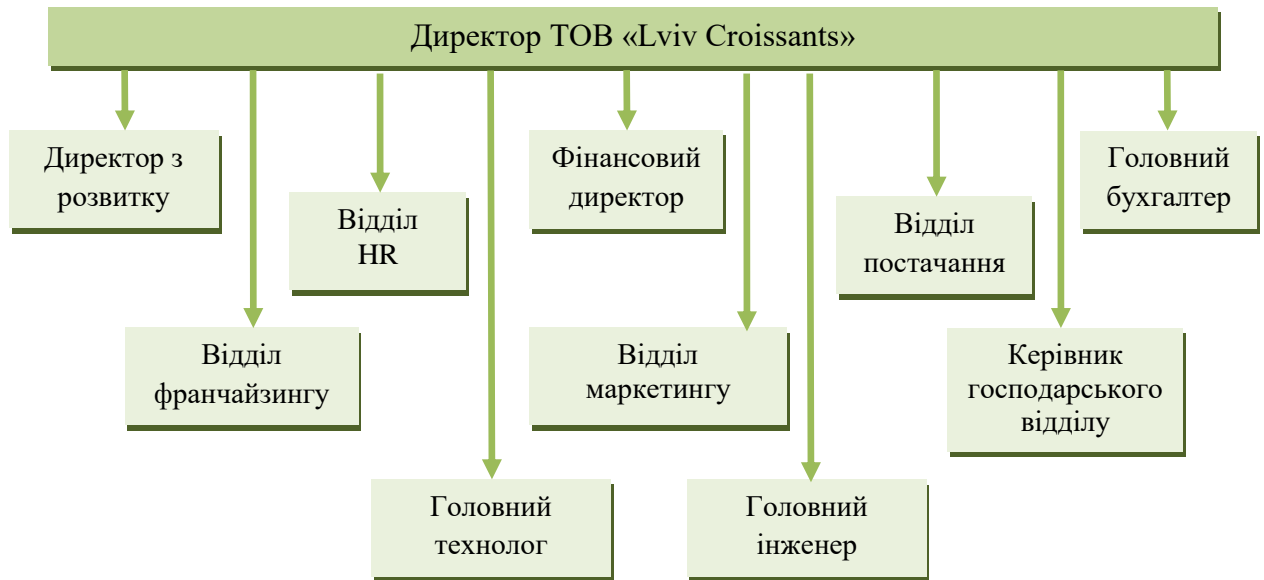 Директор ТОВ «Lviv Croissants»
Директор з
розвитку
Фінансовий
директор
Головний
бухгалтер
Відділ
HR
Відділ
постачання
Відділ
франчайзингу
Відділ
маркетингу
Керівник
господарського
відділу
Головний
технолог
Головний
інженер